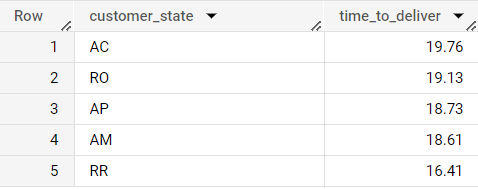 Row customer_state time_to_deliver
1 AC 19.76
2 RO 19.13
3 AP 18.73
4 AM 18.61
5 RR 16.41